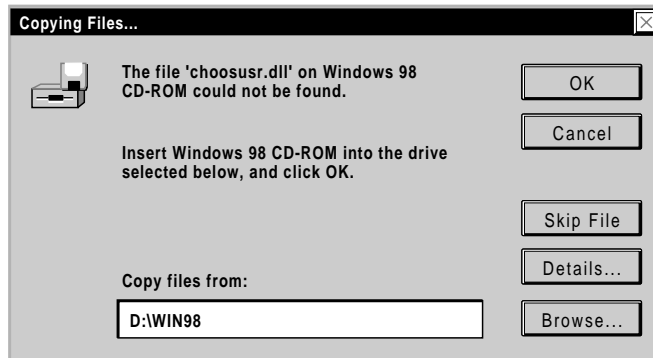 Copying Files...
The file 'choosusr.dll' on Windows 98
CD-ROM could not be found.
Insert Windows 98 CD-ROM into the drive
selected below, and click OK.
Copy files from:
D:\WIN98
OK
Cancel
Skip File
Details...
Browse...